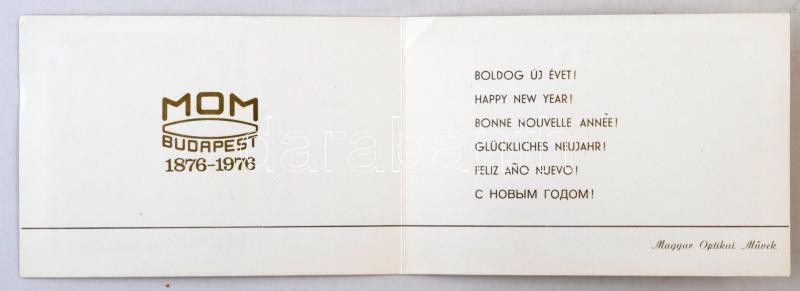 MOM
BUDAPEST
1876-1976
BOLDOG ÚJ ÉVET!
HAPPY NEW YEAR!
BONNE NOUVELLE ANNÉE!
GLÜCKLICHES NEUJAHR!
FELIZ AÑO NUEVO!
С НОВЫМ ГОДОМ!
Magyar Optikai Művek
darabanth